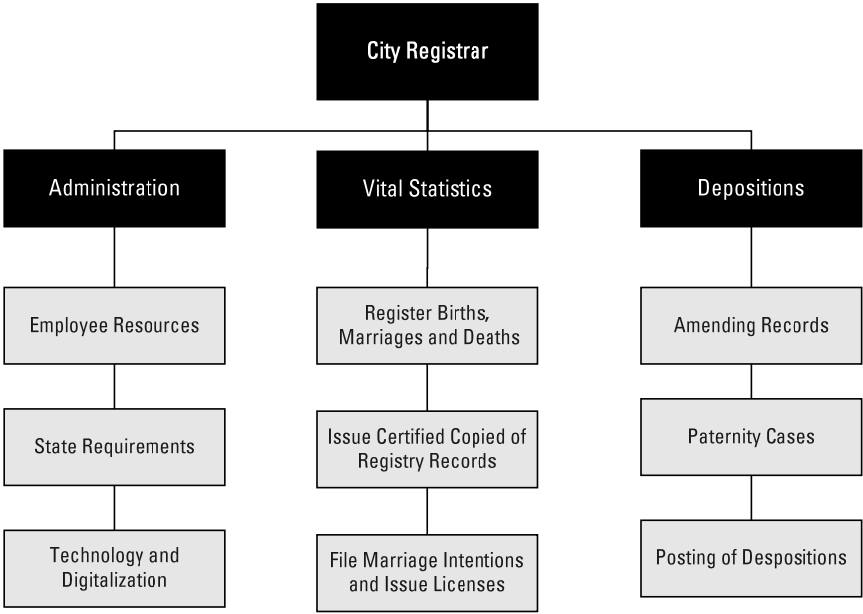 City Registrar
Administration
Vital Statistics
Depositions
Employee Resources
Register Births,
Marriages and Deaths
Amending Records
State Requirements
Issue Certified Copied of
Registry Records
Paternity Cases
Technology and
Digitalization
File Marriage Intentions
and Issue Licenses
Posting of Despositions